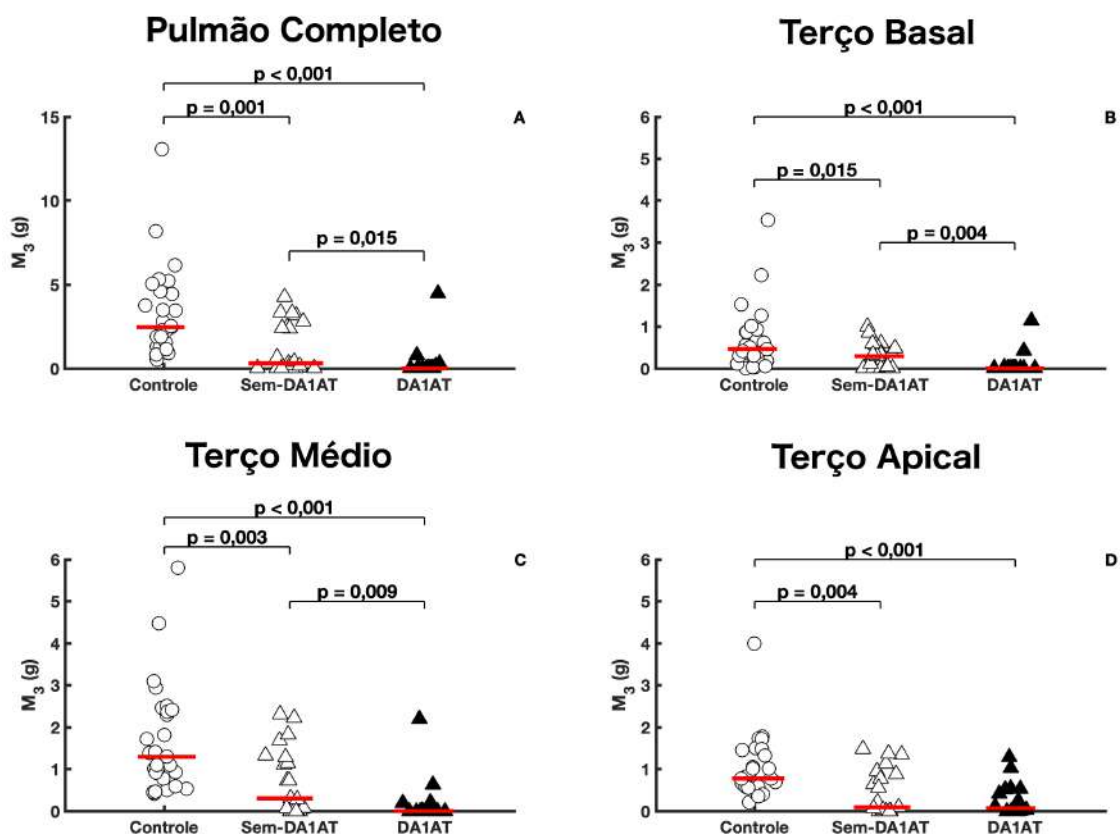 Pulmão Completo
p < 0,001
p = 0,001
p = 0,015
A
M3 (g)
15
10
5
0
Controle
Sem-DA1AT
DA1AT
Terço Basal
p < 0,001
p = 0,015
p = 0,004
B
M3 (g)
6
5
4
3
2
1
0
Controle
Sem-DA1AT
DA1AT
Terço Médio
p < 0,001
p = 0,003
p = 0,009
C
M3 (g)
6
5
4
3
2
1
0
Controle
Sem-DA1AT
DA1AT
Terço Apical
p < 0,001
p = 0,004
D
M3 (g)
6
5
4
3
2
1
0
Controle
Sem-DA1AT
DA1AT